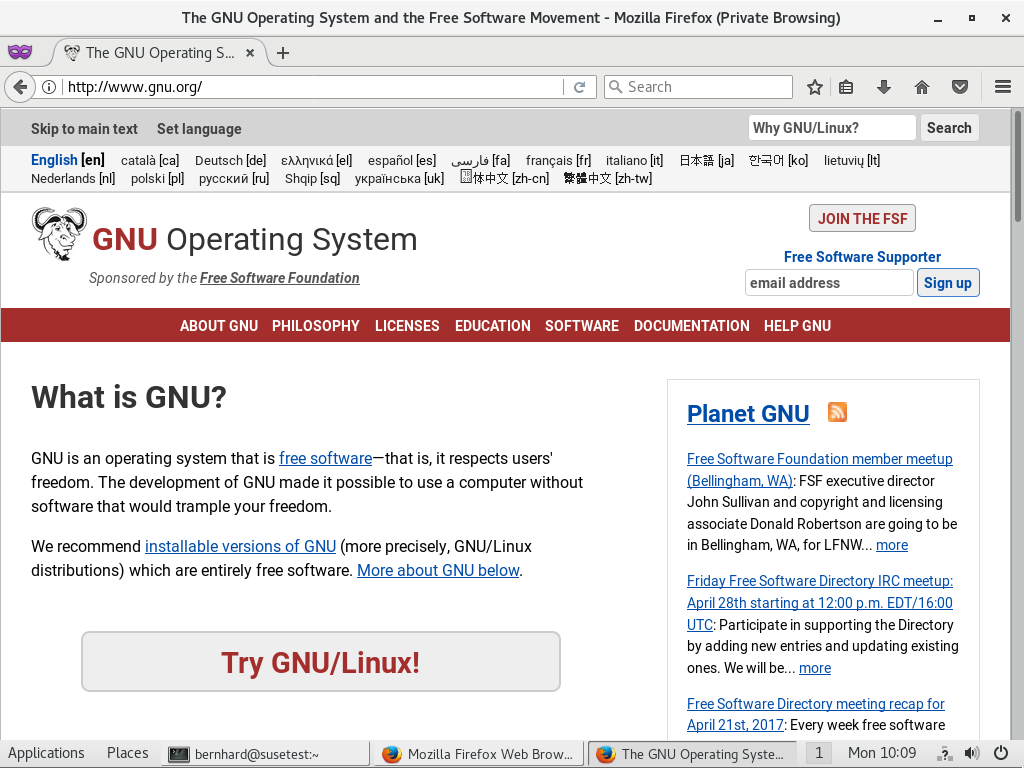 The GNU Operating System and the Free Software Movement - Mozilla Firefox (Private Browsing)
The GNU Operating S...
http://www.gnu.org/
Search
Skip to main text Set language
Why GNU/Linux? Search
English [en] català [ca] Deutsch [de] ελληνικά [el] español [es] فارسی [fa] français [fr] italiano [it] 日本語 [ja] 한국어 [ko] lietuvių [lt]
Nederlands [nl] polski [pl] русский [ru] Shqip [sq] українська [uk] 体中文 [zh-cn] 繁體中文 [zh-tw]
JOIN THE FSF
GNU Operating System
Free Software Supporter
Sponsored by the Free Software Foundation
email address Sign up
ABOUT GNU PHILOSOPHY LICENSES EDUCATION SOFTWARE DOCUMENTATION HELP GNU
What is GNU?
GNU is an operating system that is free software—that is, it respects users'
freedom. The development of GNU made it possible to use a computer without
software that would trample your freedom.
We recommend installable versions of GNU (more precisely, GNU/Linux
distributions) which are entirely free software. More about GNU below.
Try GNU/Linux!
Planet GNU
Free Software Foundation member meetup
(Bellingham, WA): FSF executive director
John Sullivan and copyright and licensing
associate Donald Robertson are going to be
in Bellingham, WA, for LFNW... more
Friday Free Software Directory IRC meetup:
April 28th starting at 12:00 p.m. EDT/16:00
UTC: Participate in supporting the Directory
by adding new entries and updating existing
ones. We will be... more
Free Software Directory meeting recap for
April 21st, 2017: Every week free software
Applications Places bernhard@susetest:~ Mozilla Firefox Web Brow... The GNU Operating Syste... 1 Mon 10:09